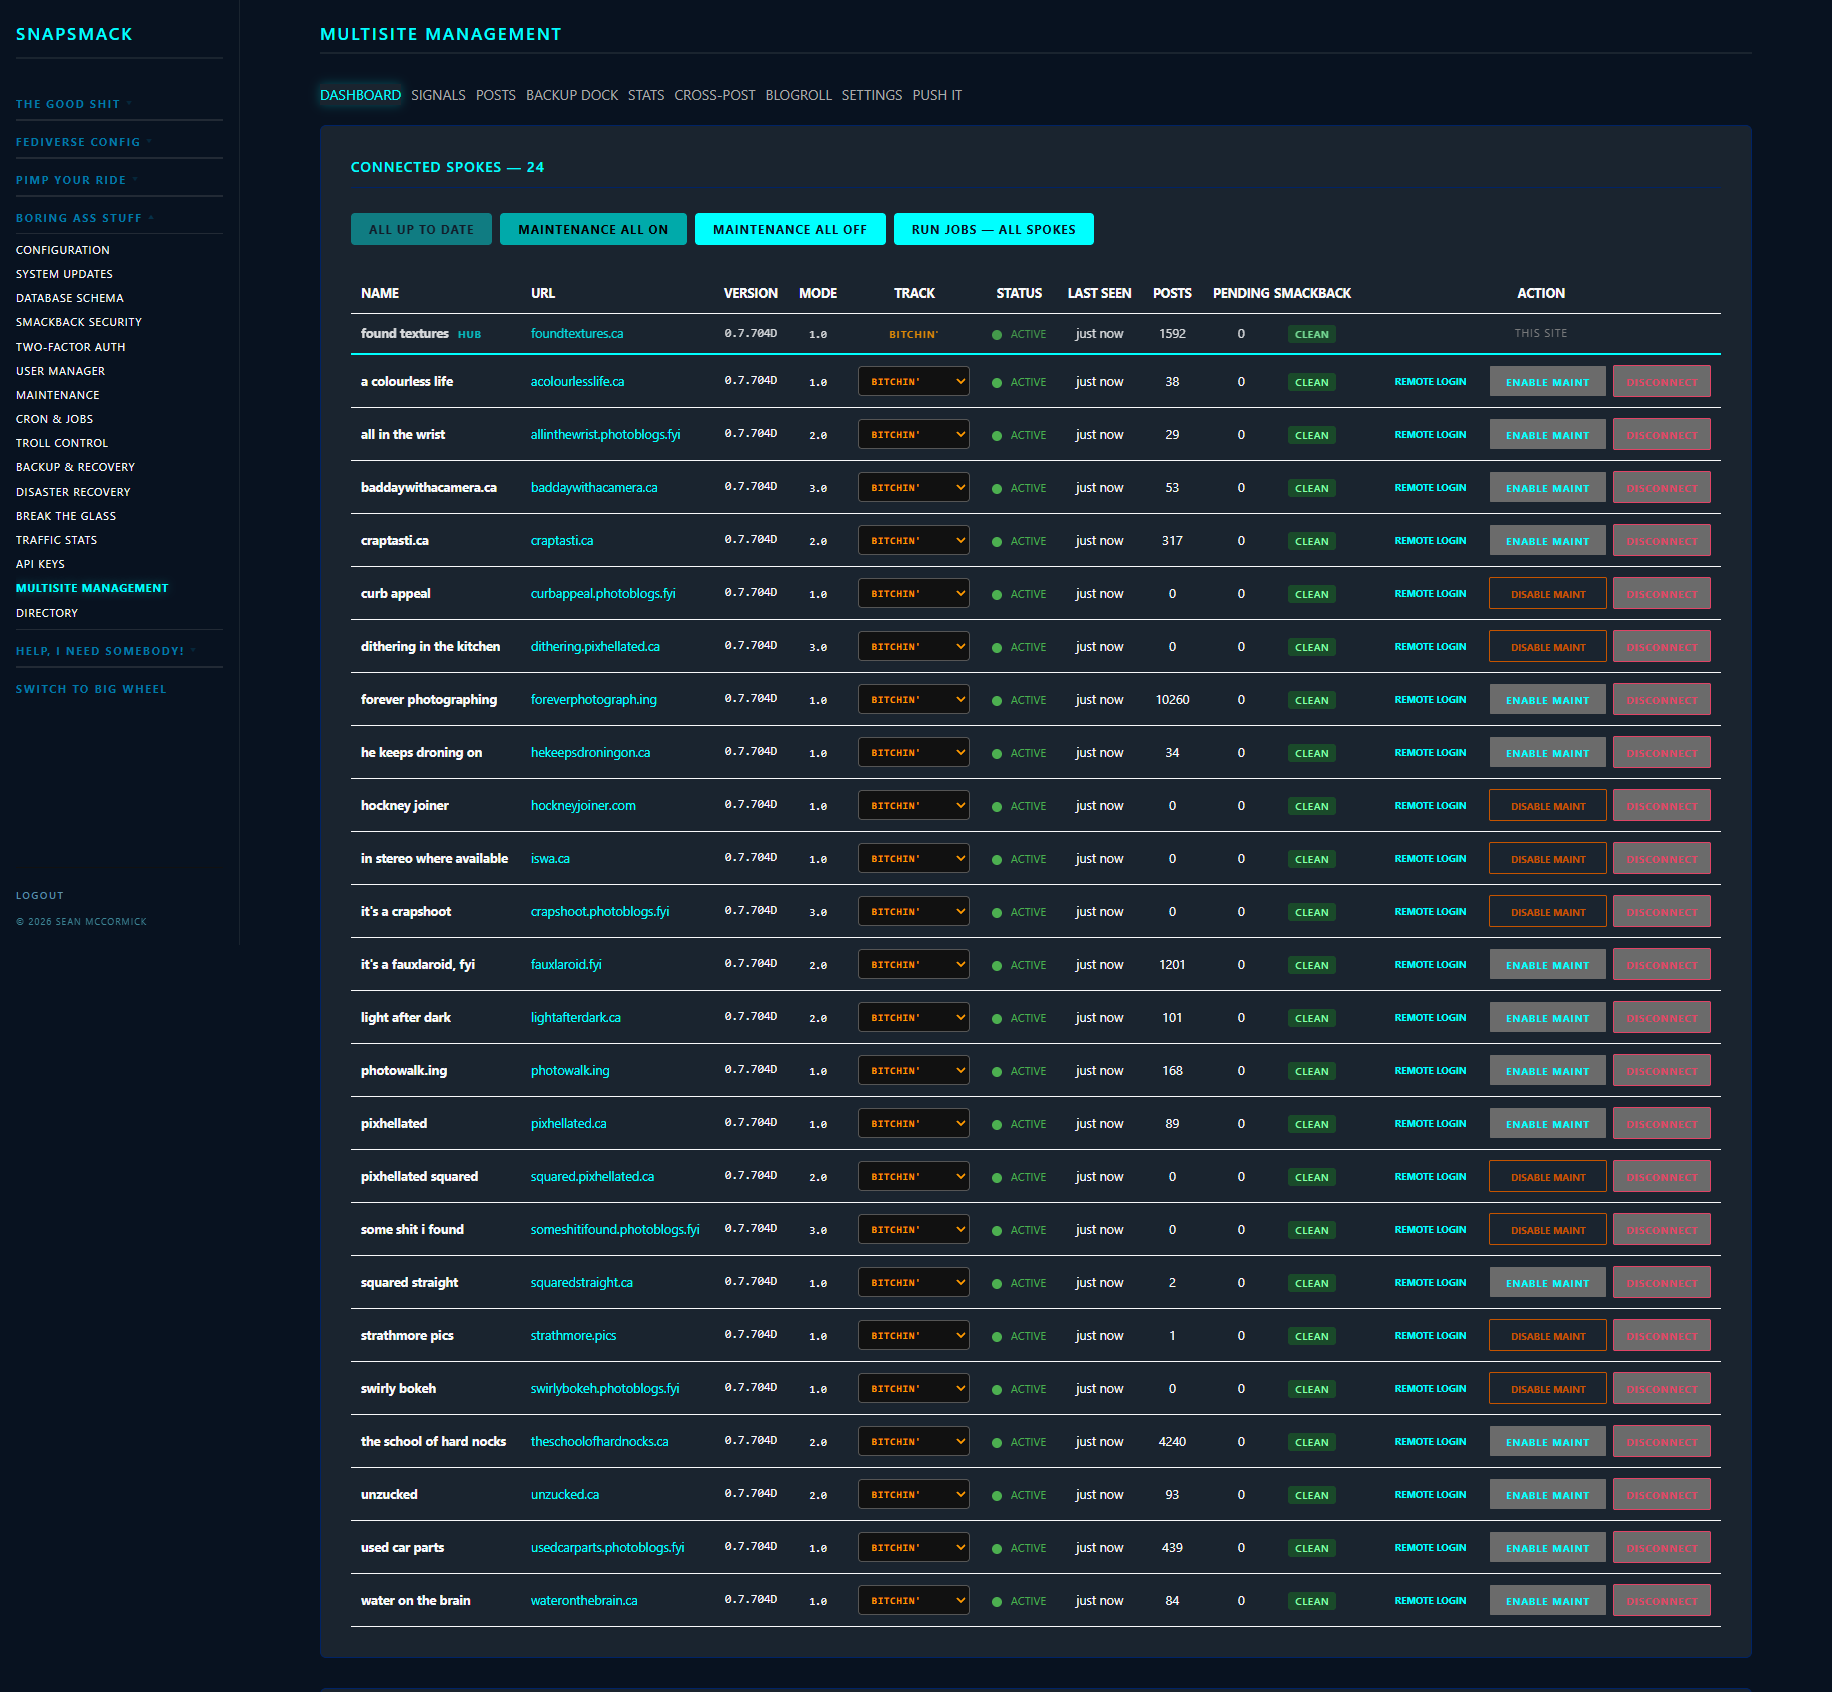 SNAPSMACK
THE GOOD SHIT
FEDIVERSE CONFIG
PIMP YOUR RIDE
BORING ASS STUFF
CONFIGURATION
SYSTEM UPDATES
DATABASE SCHEMA
SMACKBACK SECURITY
TWO-FACTOR AUTH
USER MANAGER
MAINTENANCE
CRON & JOBS
TROLL CONTROL
BACKUP & RECOVERY
DISASTER RECOVERY
BREAK THE GLASS
TRAFFIC STATS
API KEYS
MULTISITE MANAGEMENT
DIRECTORY
HELP, I NEED SOMEBODY!
SWITCH TO BIG WHEEL
LOGOUT
© 2026 SEAN MCCORMICK
MULTISITE MANAGEMENT
DASHBOARD SIGNALS POSTS BACKUP DOCK STATS CROSS-POST BLOGROLL SETTINGS PUSH IT
CONNECTED SPOKES — 24
ALL UP TO DATE MAINTENANCE ALL ON MAINTENANCE ALL OFF RUN JOBS — ALL SPOKES
NAME URL VERSION MODE TRACK STATUS LAST SEEN POSTS PENDING SMACKBACK ACTION
found textures HUB foundtextures.ca 0.7.704D 1.0 BITCHIN' ACTIVE just now 1592 0 CLEAN THIS SITE
a colourless life acolourlesslife.ca 0.7.704D 1.0 BITCHIN' ACTIVE just now 38 0 CLEAN REMOTE LOGIN ENABLE MAINT DISCONNECT
all in the wrist allinthewrist.photoblogs.fyi 0.7.704D 2.0 BITCHIN' ACTIVE just now 29 0 CLEAN REMOTE LOGIN ENABLE MAINT DISCONNECT
baddaywithacamera.ca baddaywithacamera.ca 0.7.704D 3.0 BITCHIN' ACTIVE just now 53 0 CLEAN REMOTE LOGIN ENABLE MAINT DISCONNECT
craptasti.ca craptasti.ca 0.7.704D 2.0 BITCHIN' ACTIVE just now 317 0 CLEAN REMOTE LOGIN ENABLE MAINT DISCONNECT
curb appeal curbappeal.photoblogs.fyi 0.7.704D 1.0 BITCHIN' ACTIVE just now 0 0 CLEAN REMOTE LOGIN DISABLE MAINT DISCONNECT
dithering in the kitchen dithering.pixhellated.ca 0.7.704D 3.0 BITCHIN' ACTIVE just now 0 0 CLEAN REMOTE LOGIN DISABLE MAINT DISCONNECT
forever photographing foreverphotograph.ing 0.7.704D 2.0 BITCHIN' ACTIVE just now 10260 0 CLEAN REMOTE LOGIN ENABLE MAINT DISCONNECT
he keeps droning on hekeepsdroningon.ca 0.7.704D 1.0 BITCHIN' ACTIVE just now 34 0 CLEAN REMOTE LOGIN ENABLE MAINT DISCONNECT
hockney joiner hockneyjoiner.com 0.7.704D 1.0 BITCHIN' ACTIVE just now 0 0 CLEAN REMOTE LOGIN DISABLE MAINT DISCONNECT
in stereo where available iswa.ca 0.7.704D 1.0 BITCHIN' ACTIVE just now 0 0 CLEAN REMOTE LOGIN DISABLE MAINT DISCONNECT
it's a crapshoot crapshoot.photoblogs.fyi 0.7.704D 3.0 BITCHIN' ACTIVE just now 0 0 CLEAN REMOTE LOGIN DISABLE MAINT DISCONNECT
it's a fauxlaroid, fyi fauxlaroid.fyi 0.7.704D 2.0 BITCHIN' ACTIVE just now 1201 0 CLEAN REMOTE LOGIN ENABLE MAINT DISCONNECT
light after dark lightafterdark.ca 0.7.704D 2.0 BITCHIN' ACTIVE just now 101 0 CLEAN REMOTE LOGIN ENABLE MAINT DISCONNECT
photowalk.ing photowalk.ing 0.7.704D 1.0 BITCHIN' ACTIVE just now 168 0 CLEAN REMOTE LOGIN ENABLE MAINT DISCONNECT
pixhellated pixhellated.ca 0.7.704D 1.0 BITCHIN' ACTIVE just now 89 0 CLEAN REMOTE LOGIN ENABLE MAINT DISCONNECT
pixhellated squared squared.pixhellated.ca 0.7.704D 2.0 BITCHIN' ACTIVE just now 0 0 CLEAN REMOTE LOGIN DISABLE MAINT DISCONNECT
some shit i found someshitifound.photoblogs.fyi 0.7.704D 3.0 BITCHIN' ACTIVE just now 0 0 CLEAN REMOTE LOGIN DISABLE MAINT DISCONNECT
squared straight squaredstraight.ca 0.7.704D 1.0 BITCHIN' ACTIVE just now 2 0 CLEAN REMOTE LOGIN ENABLE MAINT DISCONNECT
strathmore pics strathmore.pics 0.7.704D 1.0 BITCHIN' ACTIVE just now 1 0 CLEAN REMOTE LOGIN DISABLE MAINT DISCONNECT
swirly bokeh swirlybokeh.photoblogs.fyi 0.7.704D 1.0 BITCHIN' ACTIVE just now 0 0 CLEAN REMOTE LOGIN DISABLE MAINT DISCONNECT
the school of hard nocks theschoolofhardnocks.ca 0.7.704D 2.0 BITCHIN' ACTIVE just now 4240 0 CLEAN REMOTE LOGIN ENABLE MAINT DISCONNECT
unzucked unzucked.ca 0.7.704D 2.0 BITCHIN' ACTIVE just now 93 0 CLEAN REMOTE LOGIN ENABLE MAINT DISCONNECT
used car parts usedcarparts.photoblogs.fyi 0.7.704D 1.0 BITCHIN' ACTIVE just now 439 0 CLEAN REMOTE LOGIN ENABLE MAINT DISCONNECT
water on the brain wateronthebrain.ca 0.7.704D 1.0 BITCHIN' ACTIVE just now 84 0 CLEAN REMOTE LOGIN ENABLE MAINT DISCONNECT